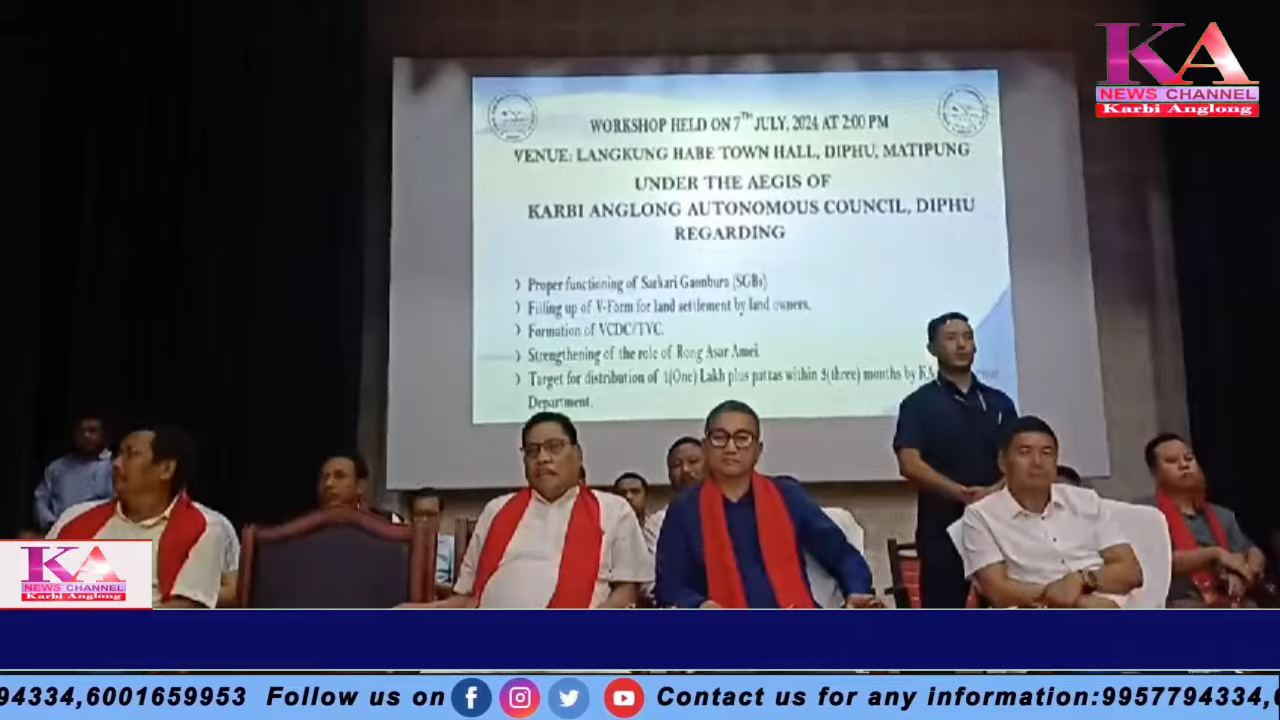 KA
NEWS CHANNEL
Karbi Anglong
WORKSHOP HELD ON 7TH JULY, 2024 AT 2:00 PM
VENUE: LANGKUNG HABE TOWN HALL, DIPHU, MATIPUNG
UNDER THE AEGIS OF
KARBI ANGLONG AUTONOMOUS COUNCIL, DIPHU
REGARDING
› Proper functioning of Sarkari Gaonbura (SGBs)
› Filling up of V-Form for land settlement by land owners.
› Formation of VCDC/TVC.
› Strengthening of the role of Rong Asar Amei
› Target for distribution of 1(One) Lakh plus pattas within 3(three) months by KA
Department.
KA
NEWS CHANNEL
Karbi Anglong
94334,6001659953 Follow us on Contact us for any information:9957794334,